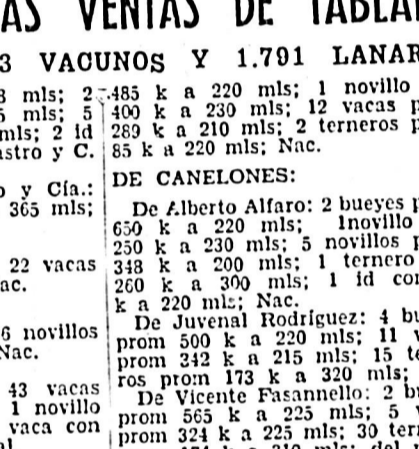 AS VENTAS DE TABLA
3 VACUNOS Y 1.791 LANAR
mls; 2
mls; 5
mls; 2 id
astro y C.
y Cía.:
365 mls;
22 vacas
ac.
6 novillos
Nac.
43 vacas
1 novillo
vaca con
485 k a 220 mls; 1 novillo
400 k a 230 mls; 12 vacas p
289 k a 210 mls; 2 terneros p
85 k a 220 mls; Nac.
DE CANELONES:
De Alberto Alfaro: 2 bueyes p
650 k a 220 mls; 1novillo
250 k a 230 mls; 5 novillos p
348 k a 200 mls; 1 ternero
260 k a 300 mls; 1 id con
k a 220 mls; Nac.
De Juvenal Rodríguez: 4 bu
prom 500 k a 220 mls; 11 v
prom 342 k a 215 mls; 15 te
ros prom 173 k a 320 mls;
De Vicente Fasannello: 2 b
prom 565 k a 225 mls; 5 v
prom 324 k a 225 mls; 30 ter